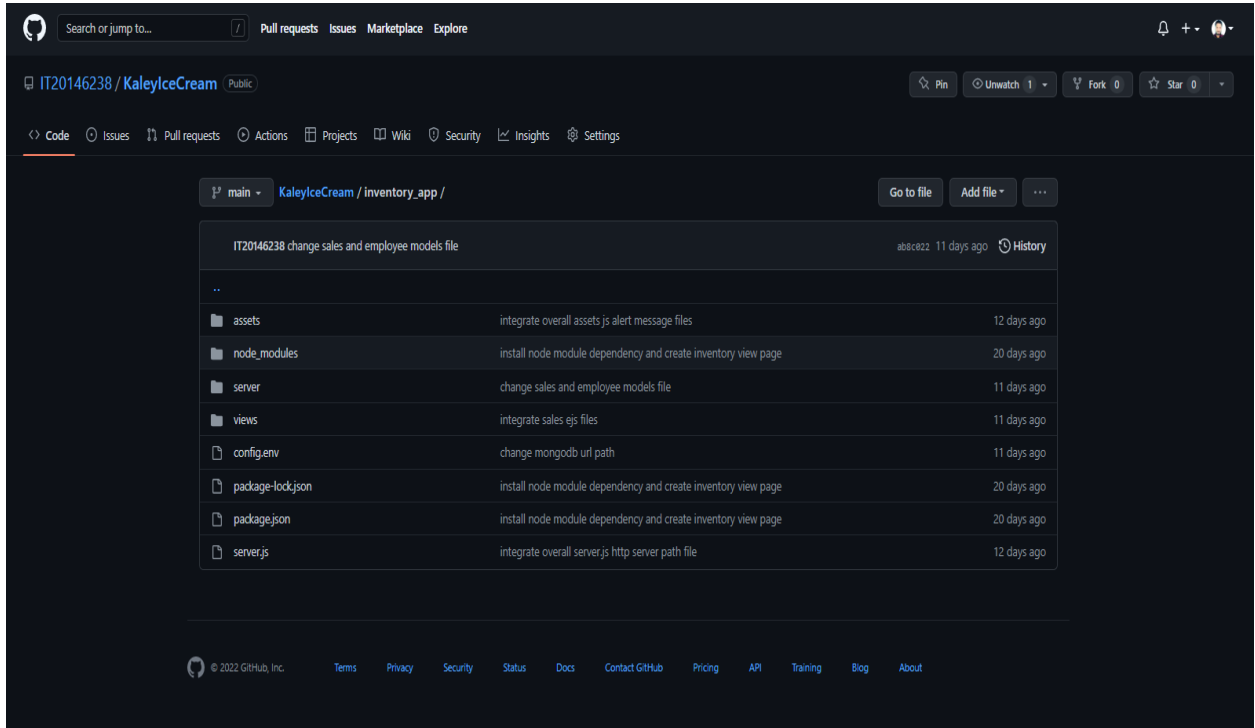 Search or jump to... / Pull requests Issues Marketplace Explore
IT20146238 / KaleyIceCream Public Pin Unwatch 1 Fork 0 Star 0
Code Issues Pull requests Actions Projects Wiki Security Insights Settings
main KaleyIceCream / inventory_app / Go to file Add file ...
IT20146238 change sales and employee models file ab8ce22 11 days ago History
..
assets integrate overall assets js alert message files 12 days ago
node_modules install node module dependency and create inventory view page 20 days ago
server change sales and employee models file 11 days ago
views integrate sales ejs files 11 days ago
config.env change mongodb url path 11 days ago
package-lock.json install node module dependency and create inventory view page 20 days ago
package.json install node module dependency and create inventory view page 20 days ago
server.js integrate overall server.js http server path file 12 days ago
© 2022 GitHub, Inc. Terms Privacy Security Status Docs Contact GitHub Pricing API Training Blog About